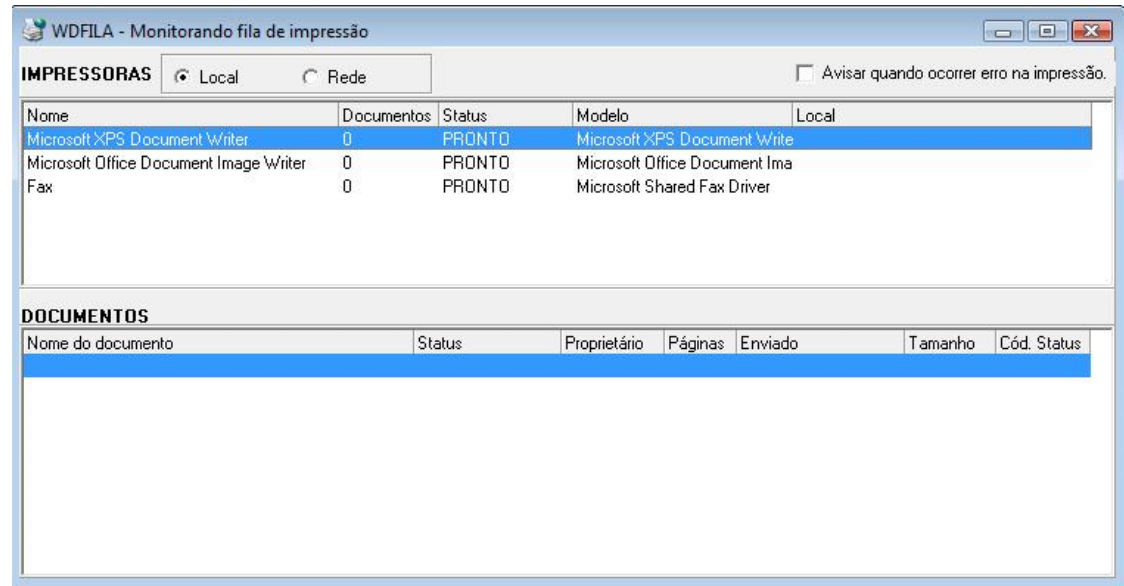 WDFILA - Monitorando fila de impressão
IMPRESSORAS Local Rede Avisar quando ocorrer erro na impressão.
Nome Documentos Status Modelo Local
Microsoft XPS Document Writer 0 PRONTO Microsoft XPS Document Write
Microsoft Office Document Image Writer 0 PRONTO Microsoft Office Document Ima
Fax 0 PRONTO Microsoft Shared Fax Driver
DOCUMENTOS
Nome do documento Status Proprietário Páginas Enviado Tamanho Cód. Status